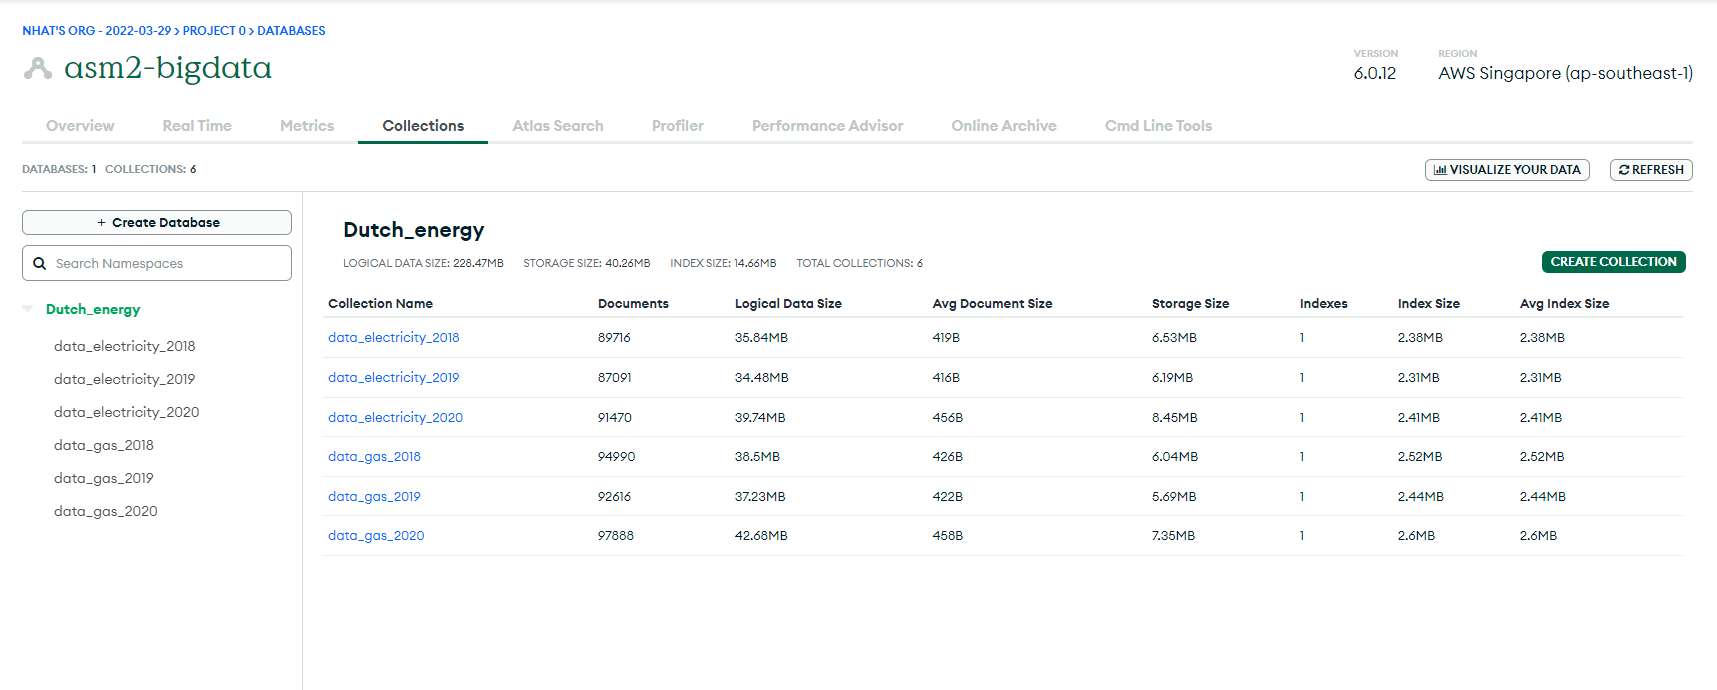 NHAT'S ORG - 2022-03-29 > PROJECT 0 > DATABASES
asm2-bigdata
VERSION
6.0.12
REGION
AWS Singapore (ap-southeast-1)
Overview Real Time Metrics Collections Atlas Search Profiler Performance Advisor Online Archive Cmd Line Tools
DATABASES: 1 COLLECTIONS: 6
VISUALIZE YOUR DATA
REFRESH
+ Create Database
Search Namespaces
Dutch_energy
data_electricity_2018
data_electricity_2019
data_electricity_2020
data_gas_2018
data_gas_2019
data_gas_2020
Dutch_energy
LOGICAL DATA SIZE: 228.47MB STORAGE SIZE: 40.26MB INDEX SIZE: 14.66MB TOTAL COLLECTIONS: 6
CREATE COLLECTION
Collection Name Documents Logical Data Size Avg Document Size Storage Size Indexes Index Size Avg Index Size
data_electricity_2018 89716 35.84MB 419B 6.53MB 1 2.38MB 2.38MB
data_electricity_2019 87091 34.48MB 416B 6.19MB 1 2.31MB 2.31MB
data_electricity_2020 91470 39.74MB 456B 8.45MB 1 2.41MB 2.41MB
data_gas_2018 94990 38.5MB 426B 6.04MB 1 2.52MB 2.52MB
data_gas_2019 92616 37.23MB 422B 5.69MB 1 2.44MB 2.44MB
data_gas_2020 97888 42.68MB 458B 7.35MB 1 2.6MB 2.6MB